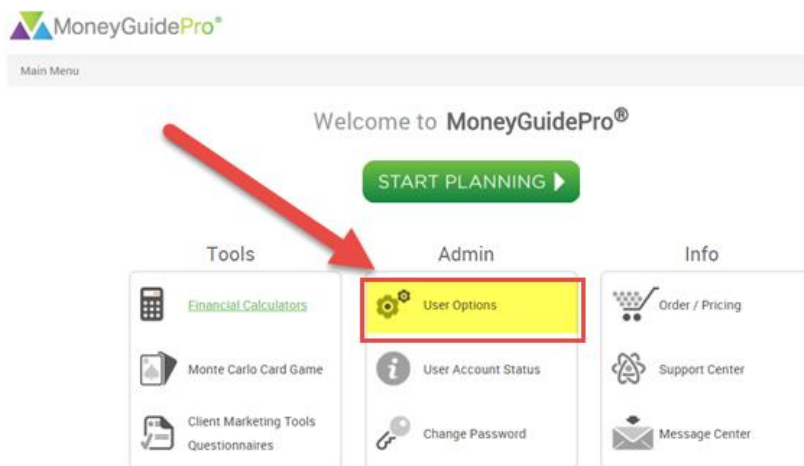 MoneyGuidePro®
Main Menu
Welcome to MoneyGuidePro®
START PLANNING
Tools
Admin
Info
Financial Calculators
User Options
Order / Pricing
Monte Carlo Card Game
User Account Status
Support Center
Client Marketing Tools
Questionnaires
Change Password
Message Center